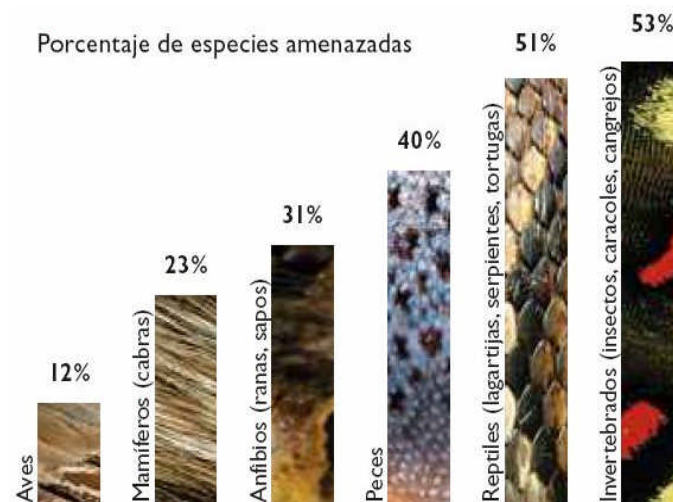 Porcentaje de especies amenazadas
12%
Aves
23%
Mamíferos (cabras)
31%
Anfibios (ranas, sapos)
40%
Peces
51%
Reptiles (lagartijas, serpientes, tortugas)
53%
Invertebrados (insectos, caracoles, cangrejos)